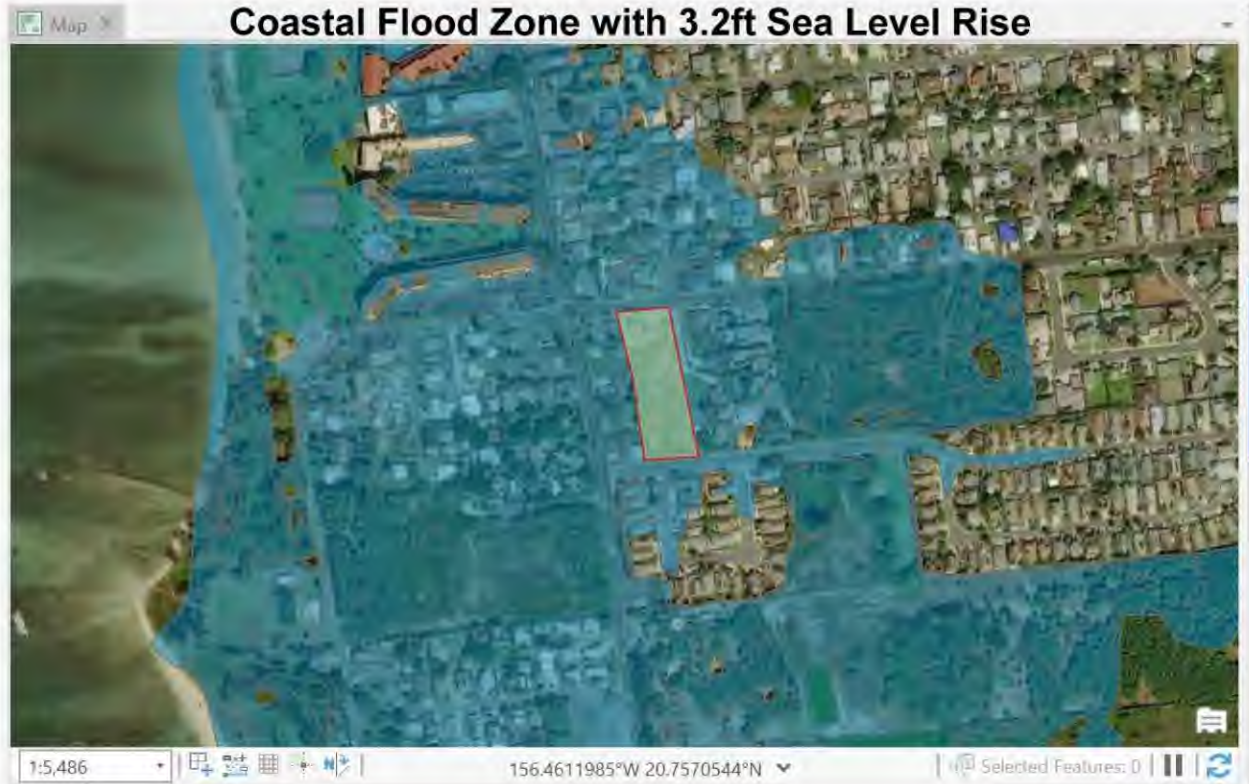 Map
Coastal Flood Zone with 3.2ft Sea Level Rise
1:5,486
156.4611985°W 20.7570544°N
Selected Features: 0